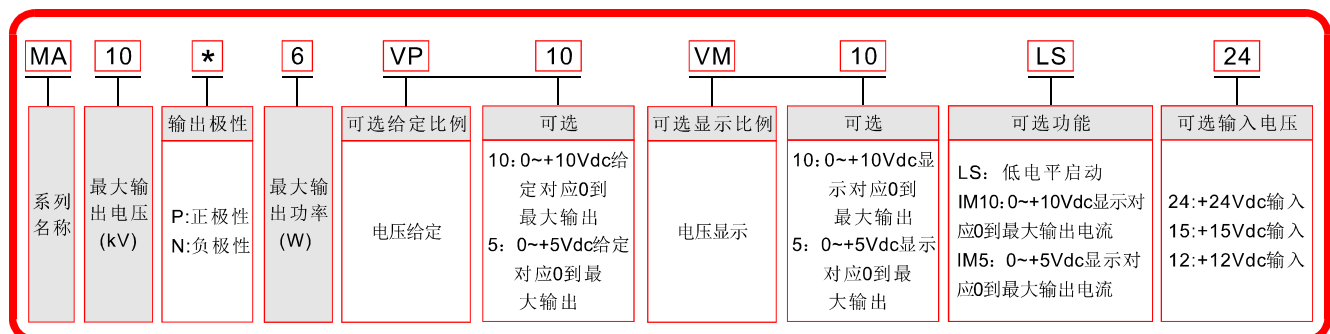 MA 10 * 6 VP 10 VM 10 LS 24
系列
名称
最大输
出电压
(kV)
输出极性
P:正极性
N:负极性
最大输
出功率
(W)
可选给定比例
电压给定
可选
10：0~+10Vdc给
定对应0到
最大输出
5：0~+5Vdc给定
对应0到最
大输出
可选显示比例
电压显示
可选
10：0~+10Vdc显
示对应0到
最大输出
5：0~+5Vdc显示
对应0到最
大输出
可选功能
LS：低电平启动
IM10：0~+10Vdc显示对
应0到最大输出电流
IM5：0~+5Vdc显示对
应0到最大输出电流
可选输入电压
24:+24Vdc输入
15:+15Vdc输入
12:+12Vdc输入